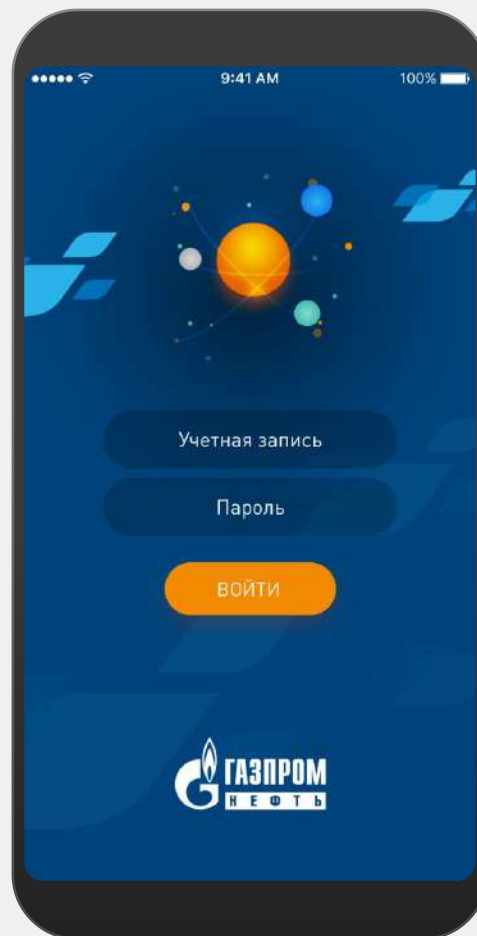 9:41 AM
100%
Учетная запись
Пароль
ВОЙТИ
ГАЗПРОМ
НЕФТЬ